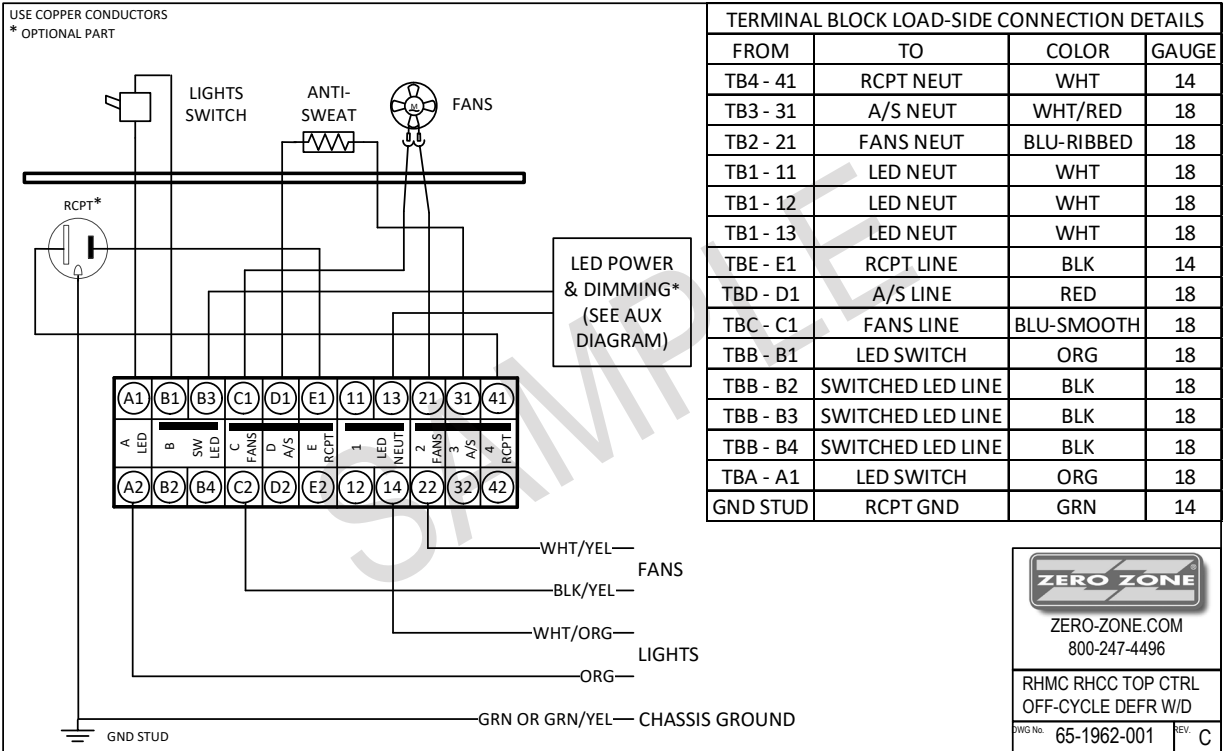 USE COPPER CONDUCTORS
* OPTIONAL PART
LIGHTS
SWITCH
ANTI-
SWEAT
M
FANS
RCPT*
LED POWER
& DIMMING*
(SEE AUX
DIAGRAM)
A1 B1 B3 C1 D1 E1 11 13 21 31 41
A LED B SW LED C FANS D A/S E RCPT 1 LED NEUT 2 FANS 3 A/S 4 RCPT
A2 B2 B4 C2 D2 E2 12 14 22 32 42
WHT/YEL
FANS
BLK/YEL
WHT/ORG
LIGHTS
ORG
GRN OR GRN/YEL CHASSIS GROUND
GND STUD
SAMPLE
TERMINAL BLOCK LOAD-SIDE CONNECTION DETAILS
FROM TO COLOR GAUGE
TB4 - 41 RCPT NEUT WHT 14
TB3 - 31 A/S NEUT WHT/RED 18
TB2 - 21 FANS NEUT BLU-RIBBED 18
TB1 - 11 LED NEUT WHT 18
TB1 - 12 LED NEUT WHT 18
TB1 - 13 LED NEUT WHT 18
TBE - E1 RCPT LINE BLK 14
TBD - D1 A/S LINE RED 18
TBC - C1 FANS LINE BLU-SMOOTH 18
TBB - B1 LED SWITCH ORG 18
TBB - B2 SWITCHED LED LINE BLK 18
TBB - B3 SWITCHED LED LINE BLK 18
TBB - B4 SWITCHED LED LINE BLK 18
TBA - A1 LED SWITCH ORG 18
GND STUD RCPT GND GRN 14
ZERO ZONE®
ZERO-ZONE.COM
800-247-4496
RHMC RHCC TOP CTRL
OFF-CYCLE DEFR W/D
DWG No. 65-1962-001 REV. C